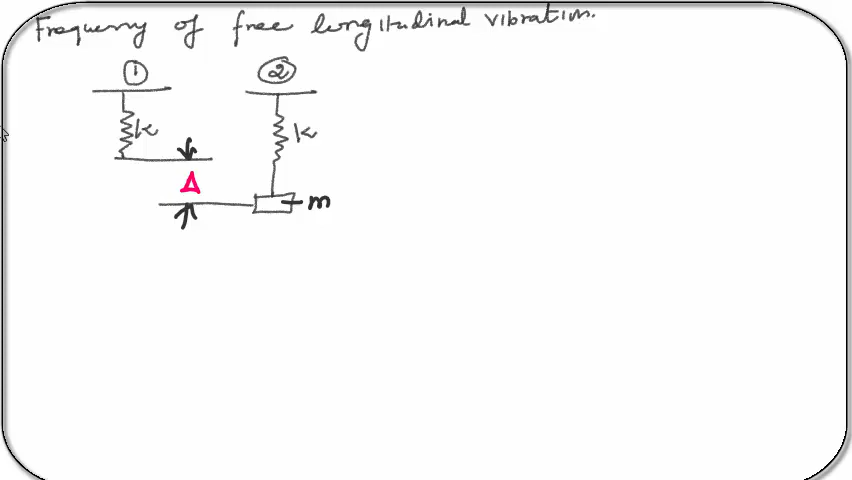 Frequency of free longitudinal vibration.
① ②
k k
Δ
m